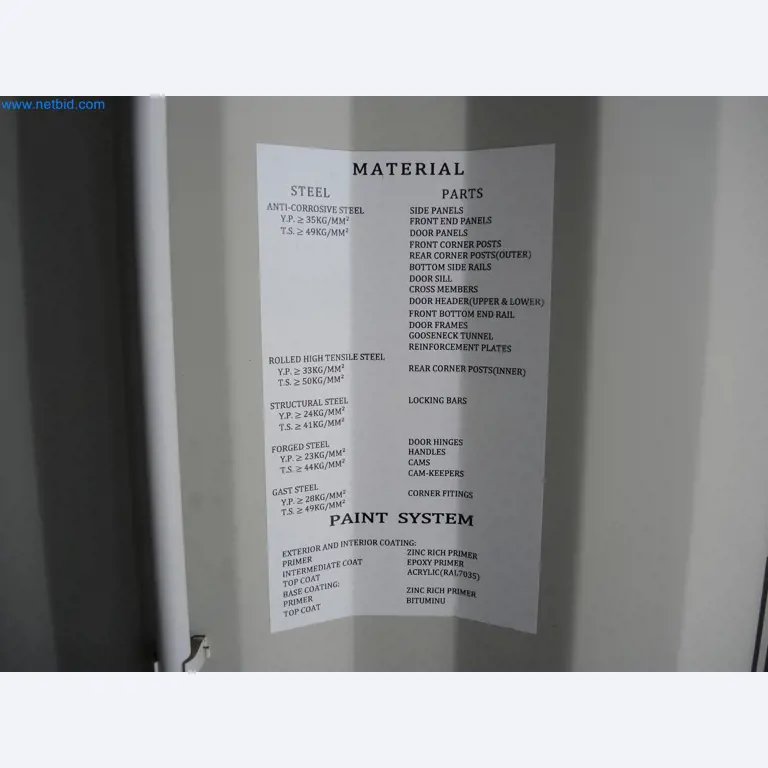 www.netbid.com
MATERIAL
STEEL PARTS
ANTI-CORROSIVE STEEL SIDE PANELS
Y.P. ≥ 35KG/MM² FRONT END PANELS
T.S. ≥ 49KG/MM² DOOR PANELS
FRONT CORNER POSTS
REAR CORNER POSTS(OUTER)
BOTTOM SIDE RAILS
DOOR SILL
CROSS MEMBERS
DOOR HEADER(UPPER & LOWER)
FRONT BOTTOM END RAIL
DOOR FRAMES
GOOSENECK TUNNEL
REINFORCEMENT PLATES
ROLLED HIGH TENSILE STEEL
Y.P. ≥ 33KG/MM² REAR CORNER POSTS(INNER)
T.S. ≥ 50KG/MM²
STRUCTURAL STEEL LOCKING BARS
Y.P. ≥ 24KG/MM²
T.S. ≥ 41KG/MM²
FORGED STEEL DOOR HINGES
Y.P. ≥ 23KG/MM² HANDLES
T.S. ≥ 44KG/MM² CAMS
CAM-KEEPERS
GAST STEEL CORNER FITTINGS
Y.P. ≥ 28KG/MM²
T.S. ≥ 49KG/MM²
PAINT SYSTEM
EXTERIOR AND INTERIOR COATING:
PRIMER ZINC RICH PRIMER
INTERMEDIATE COAT EPOXY PRIMER
TOP COAT ACRYLIC(RAL7035)
BASE COATING:
PRIMER ZINC RICH PRIMER
TOP COAT BITUMINU